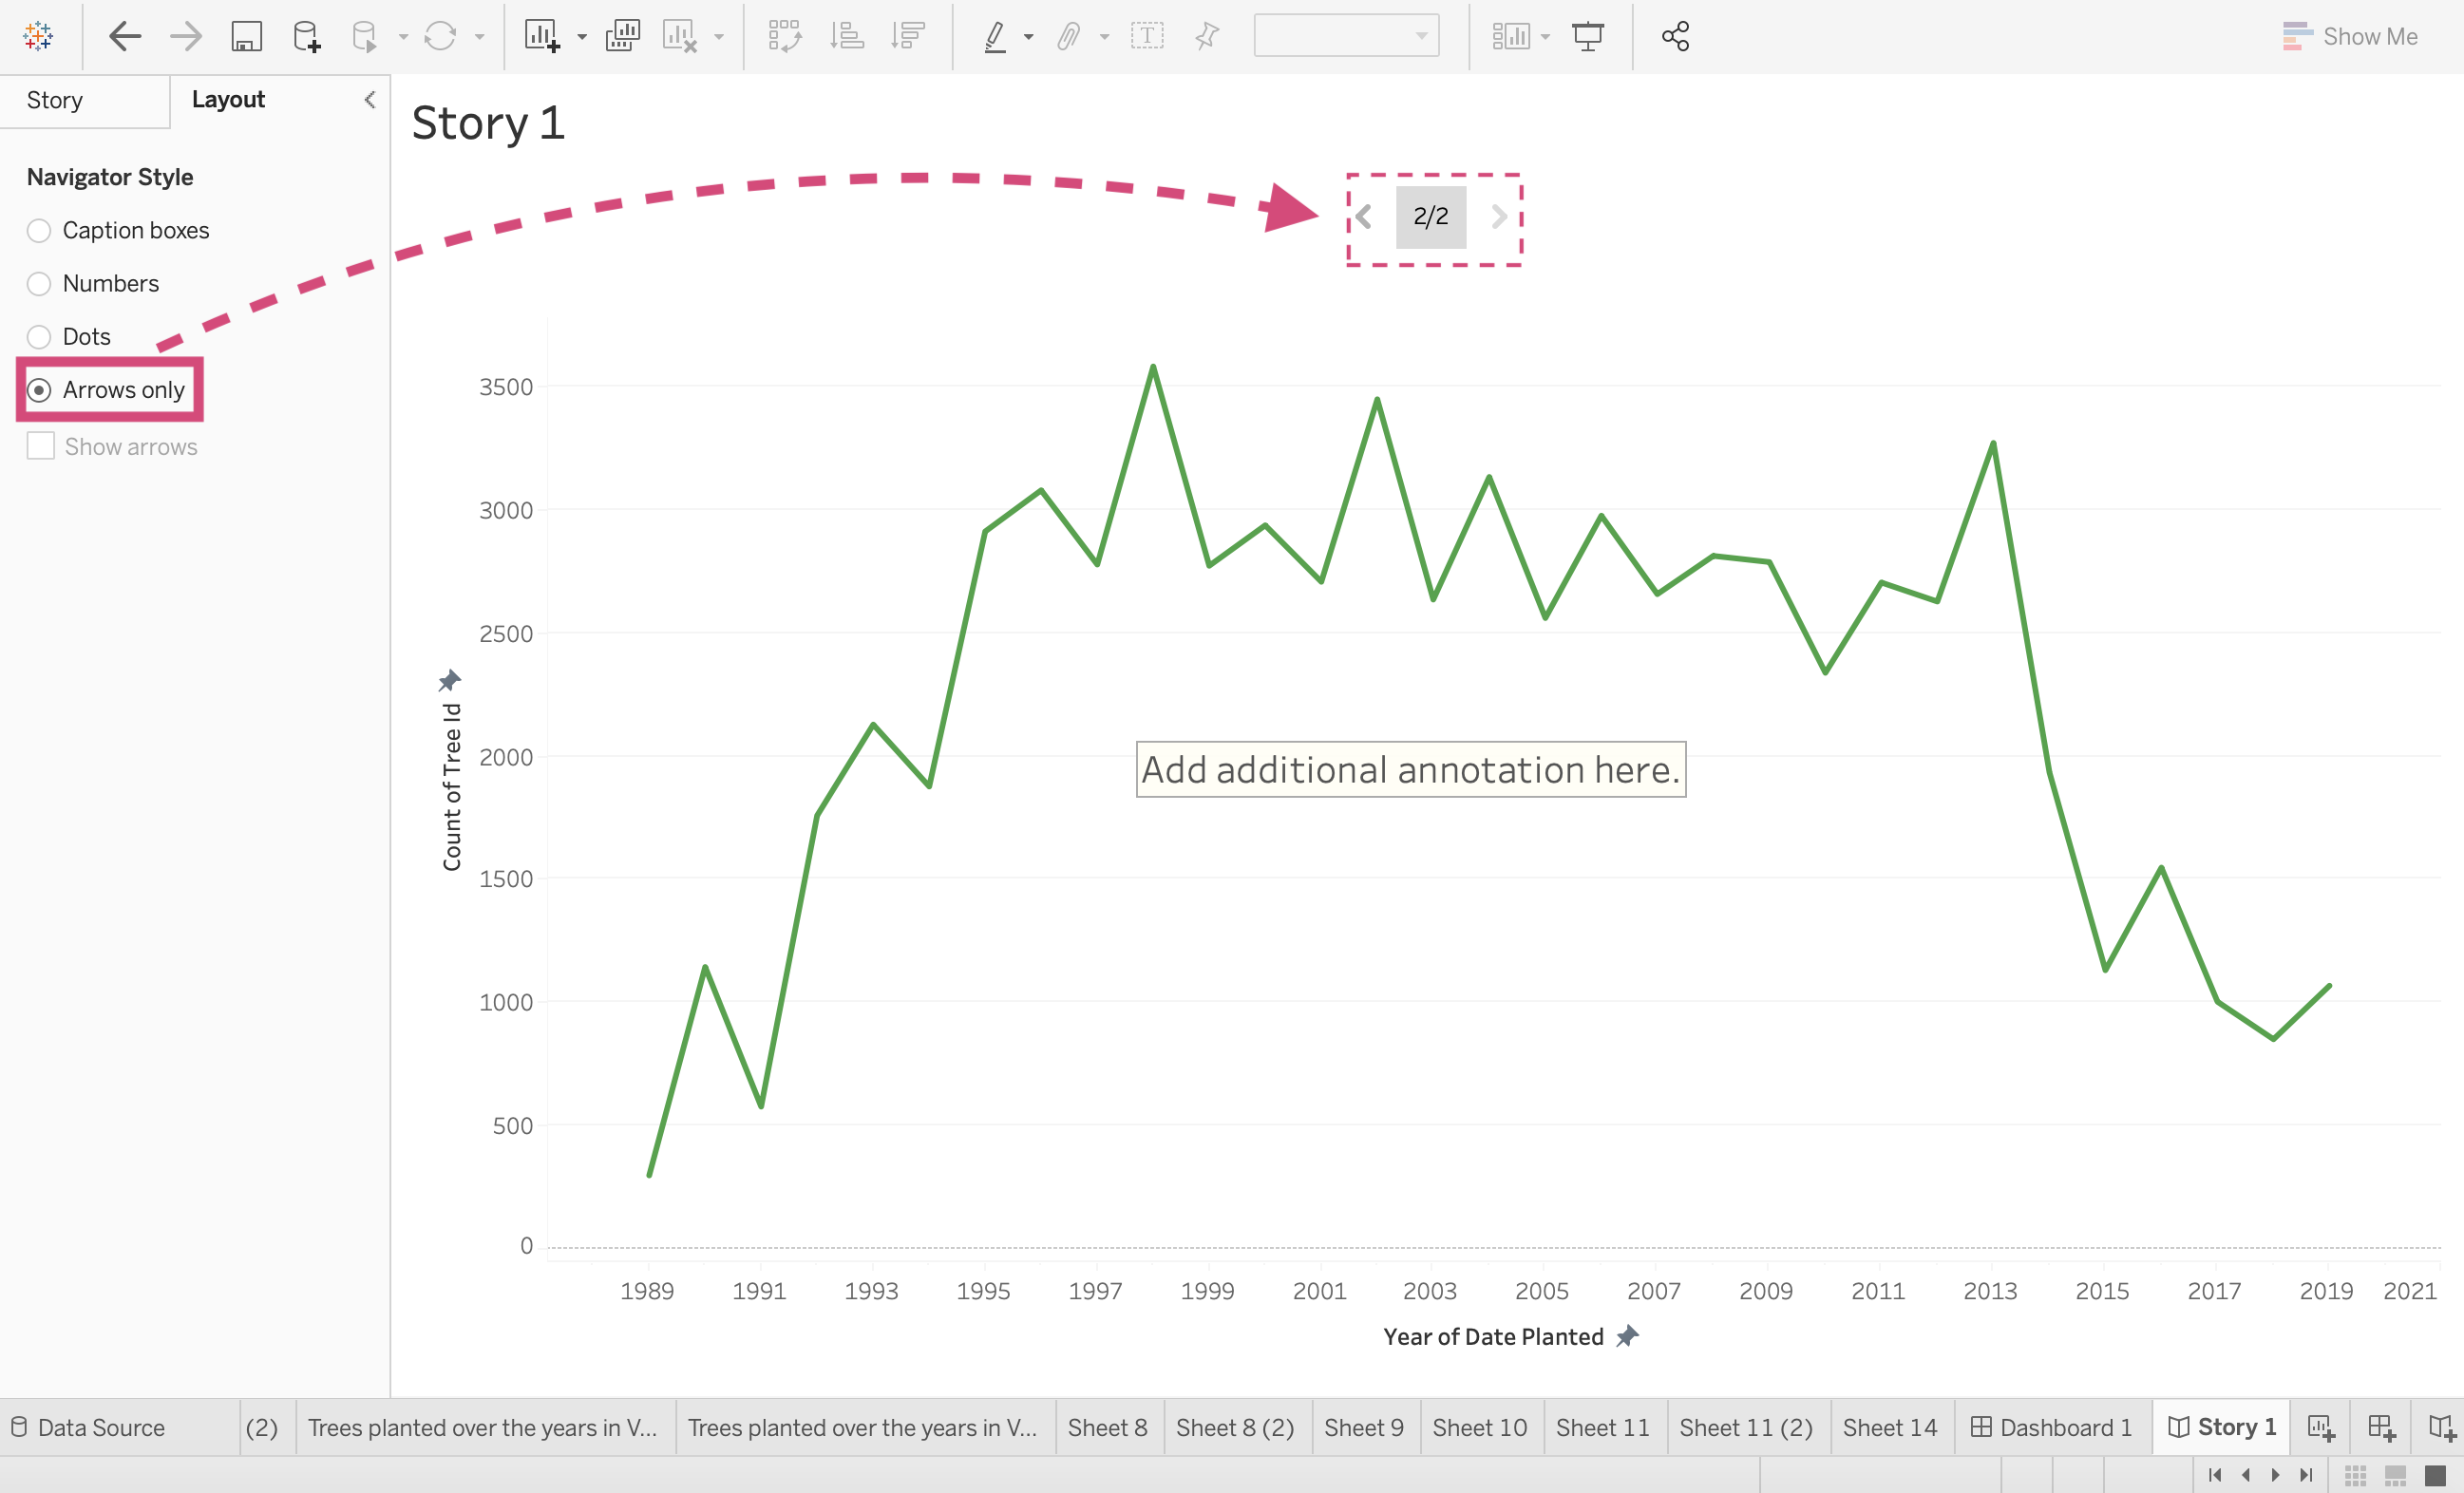 Show Me
Story
Layout
Story 1
Navigator Style
Caption boxes
Numbers
Dots
Arrows only
Show arrows
2/2
3500
3000
2500
2000
1500
1000
500
0
Count of Tree Id
Add additional annotation here.
1989 1991 1993 1995 1997 1999 2001 2003 2005 2007 2009 2011 2013 2015 2017 2019 2021
Year of Date Planted
Data Source (2) Trees planted over the years in V... Trees planted over the years in V... Sheet 8 Sheet 8 (2) Sheet 9 Sheet 10 Sheet 11 Sheet 11 (2) Sheet 14 Dashboard 1 Story 1